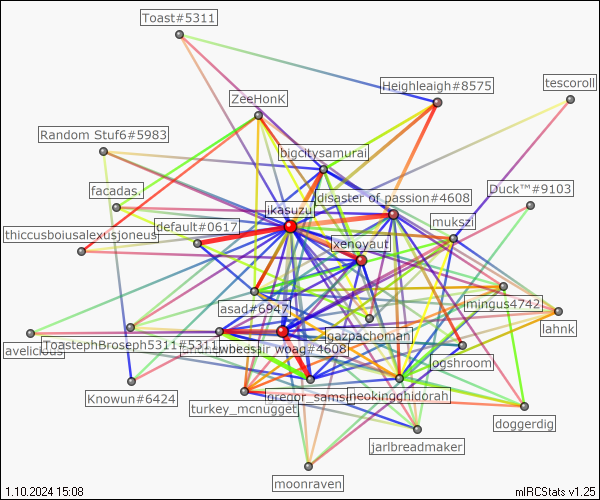 Toast#5311
Heighleaigh#8575
tescoroll
ZeeHonK
Random Stuf6#5983
bigcitysamurai
facadas.
disaster of passion#4608
Duck™#9103
jkasuzu
mukszi
default#0617
thiccusboiusalexusjoneus
xenoyaut
asad#6947
mingus4742
lahnk
gazpachoman
avelicious
ToastephBroseph5311#5311
sir woag#4608
ogshroom
Knowun#6424
gregor_samsa
neokingghidorah
turkey_mcnugget
doggerdig
jarlbreadmaker
moonraven
1.10.2024 15:08
mIRCStats v1.25